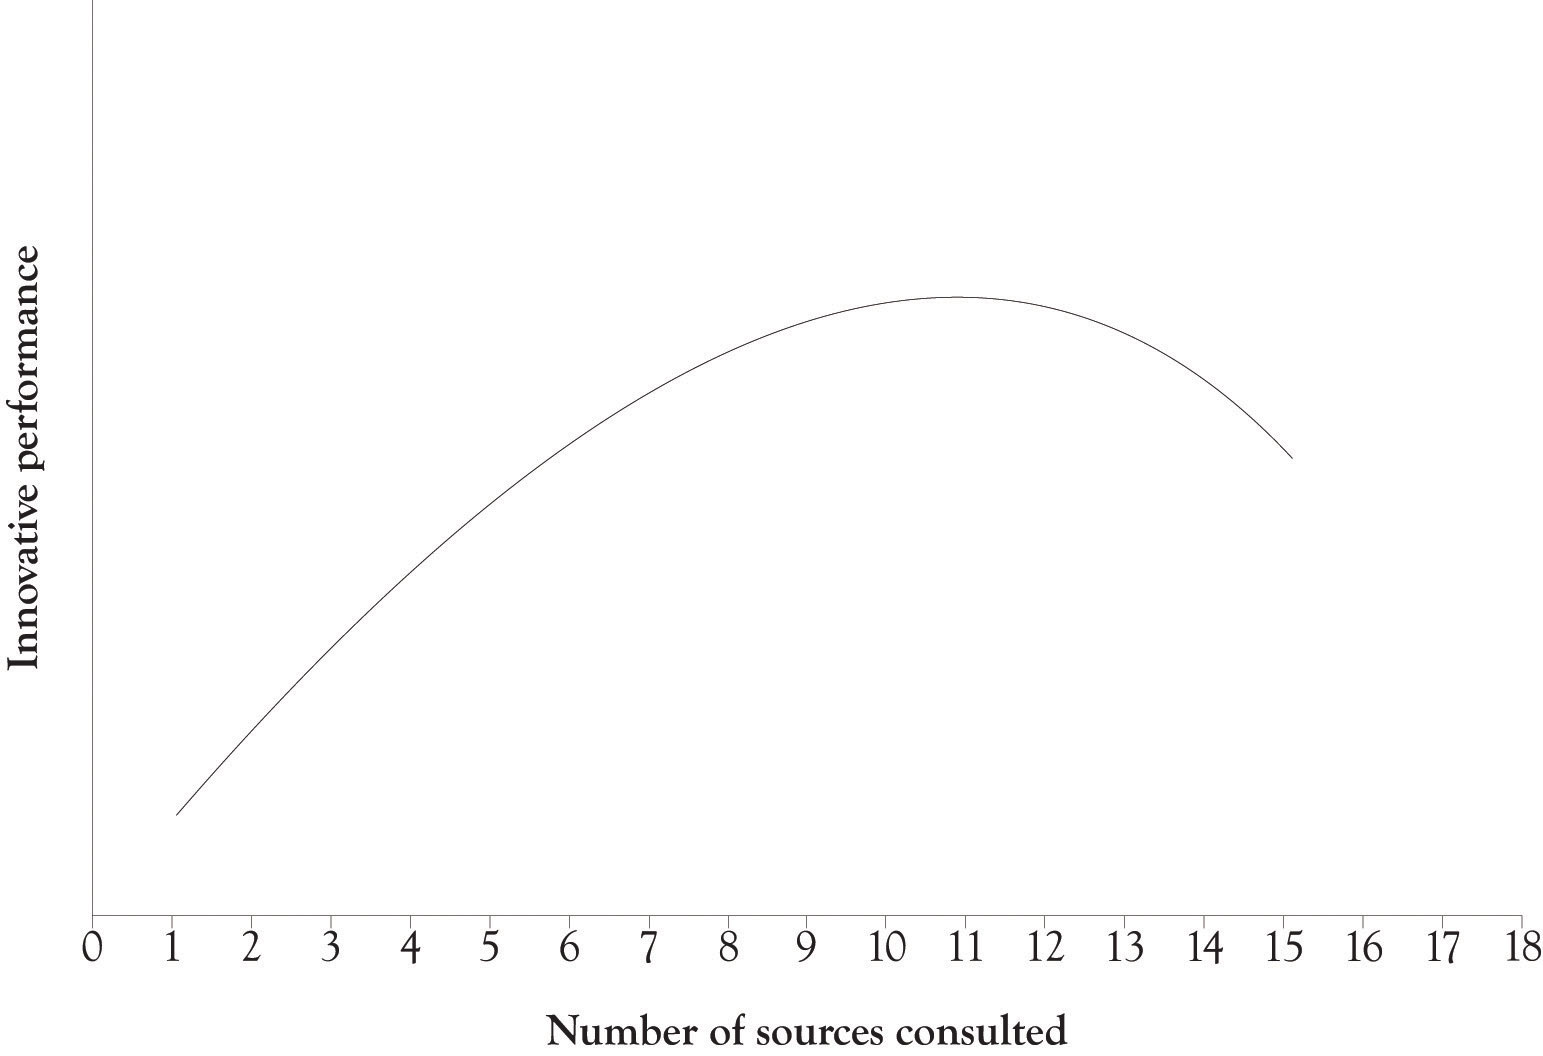 Innovative performance
0 1 2 3 4 5 6 7 8 9 10 11 12 13 14 15 16 17 18
Number of sources consulted